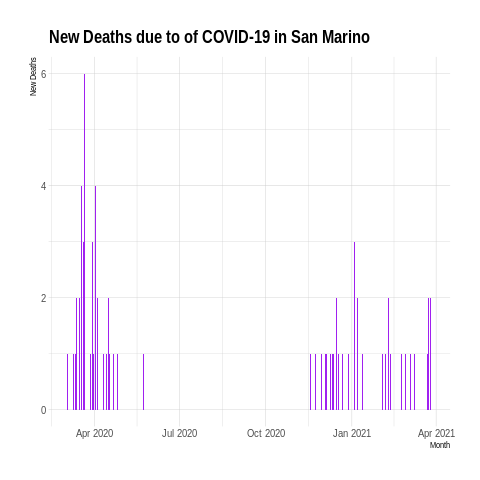 New Deaths due to of COVID-19 in San Marino
New Deaths
6
4
2
0
Apr 2020 Jul 2020 Oct 2020 Jan 2021 Apr 2021
Month